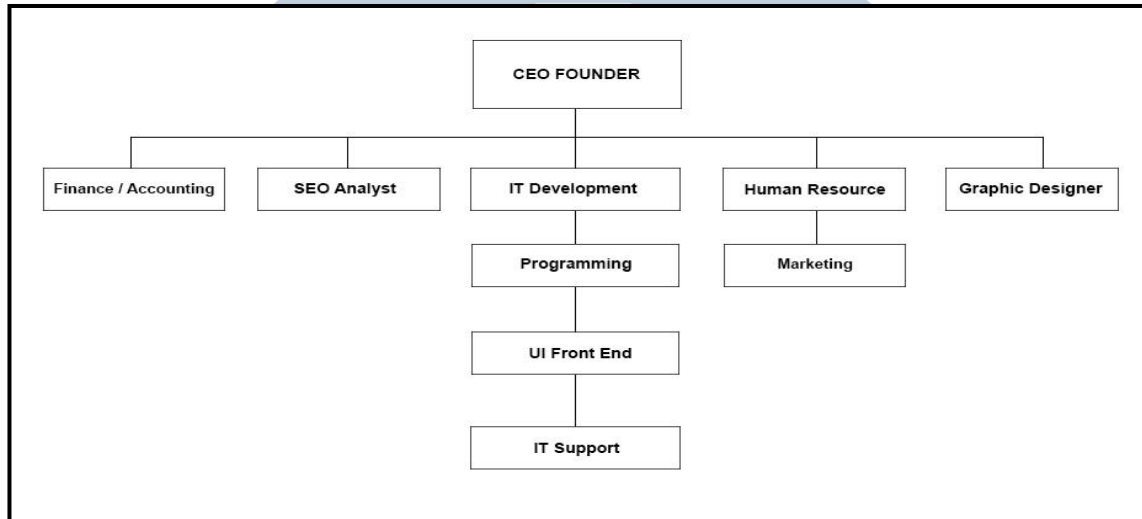 CEO FOUNDER
Finance / Accounting
SEO Analyst
IT Development
Human Resource
Graphic Designer
Programming
Marketing
UI Front End
IT Support